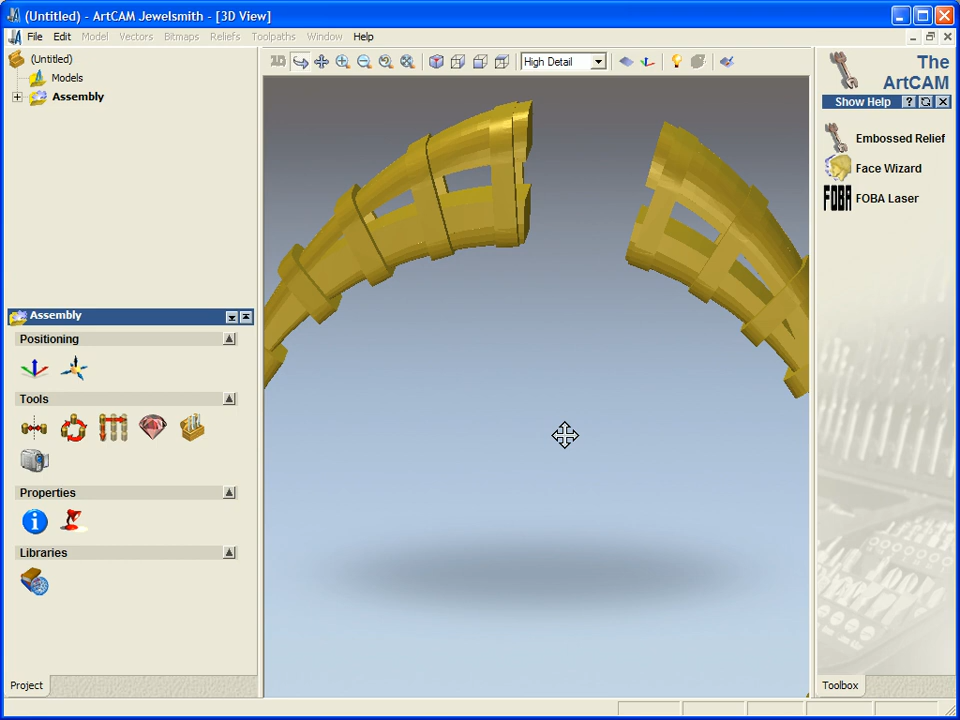 (Untitled) - ArtCAM Jewelsmith - [3D View]
File Edit Model Vectors Bitmaps Reliefs Toolpaths Window Help
(Untitled)
Models
Assembly
2D
High Detail
The
ArtCAM
Show Help
Embossed Relief
Face Wizard
FOBA FOBA Laser
Assembly
Positioning
Tools
Properties
Libraries
Project
Toolbox